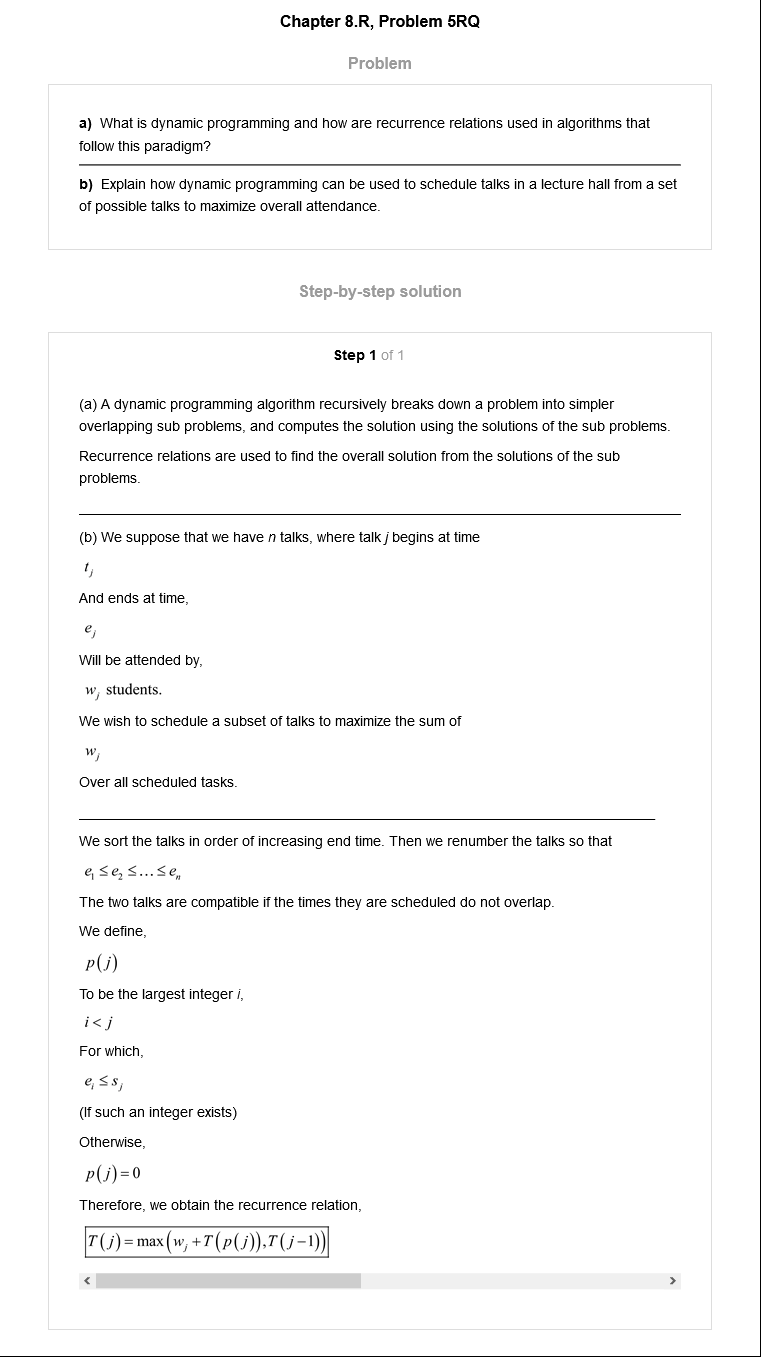 Chapter 8.R, Problem 5RQ
Problem
a) What is dynamic programming and how are recurrence relations used in algorithms that
follow this paradigm?
b) Explain how dynamic programming can be used to schedule talks in a lecture hall from a set
of possible talks to maximize overall attendance.
Step-by-step solution
Step 1 of 1
(a) A dynamic programming algorithm recursively breaks down a problem into simpler
overlapping sub problems, and computes the solution using the solutions of the sub problems.
Recurrence relations are used to find the overall solution from the solutions of the sub
problems.
(b) We suppose that we have n talks, where talk j begins at time
t_j
And ends at time,
e_j
Will be attended by,
w_j students.
We wish to schedule a subset of talks to maximize the sum of
w_j
Over all scheduled tasks.
We sort the talks in order of increasing end time. Then we renumber the talks so that
e_1 ≤ e_2 ≤ … ≤ e_n
The two talks are compatible if the times they are scheduled do not overlap.
We define,
p(j)
To be the largest integer i,
i < j
For which,
e_i ≤ s_j
(If such an integer exists)
Otherwise,
p(j) = 0
Therefore, we obtain the recurrence relation,
T(j) = max(w_j + T(p(j)), T(j−1))